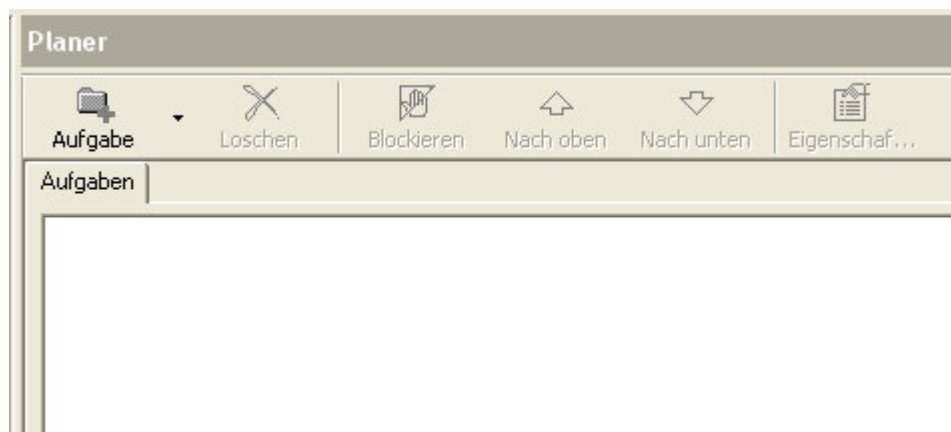 Planer
Aufgabe Loschen Blockieren Nach oben Nach unten Eigenschaf...
Aufgaben